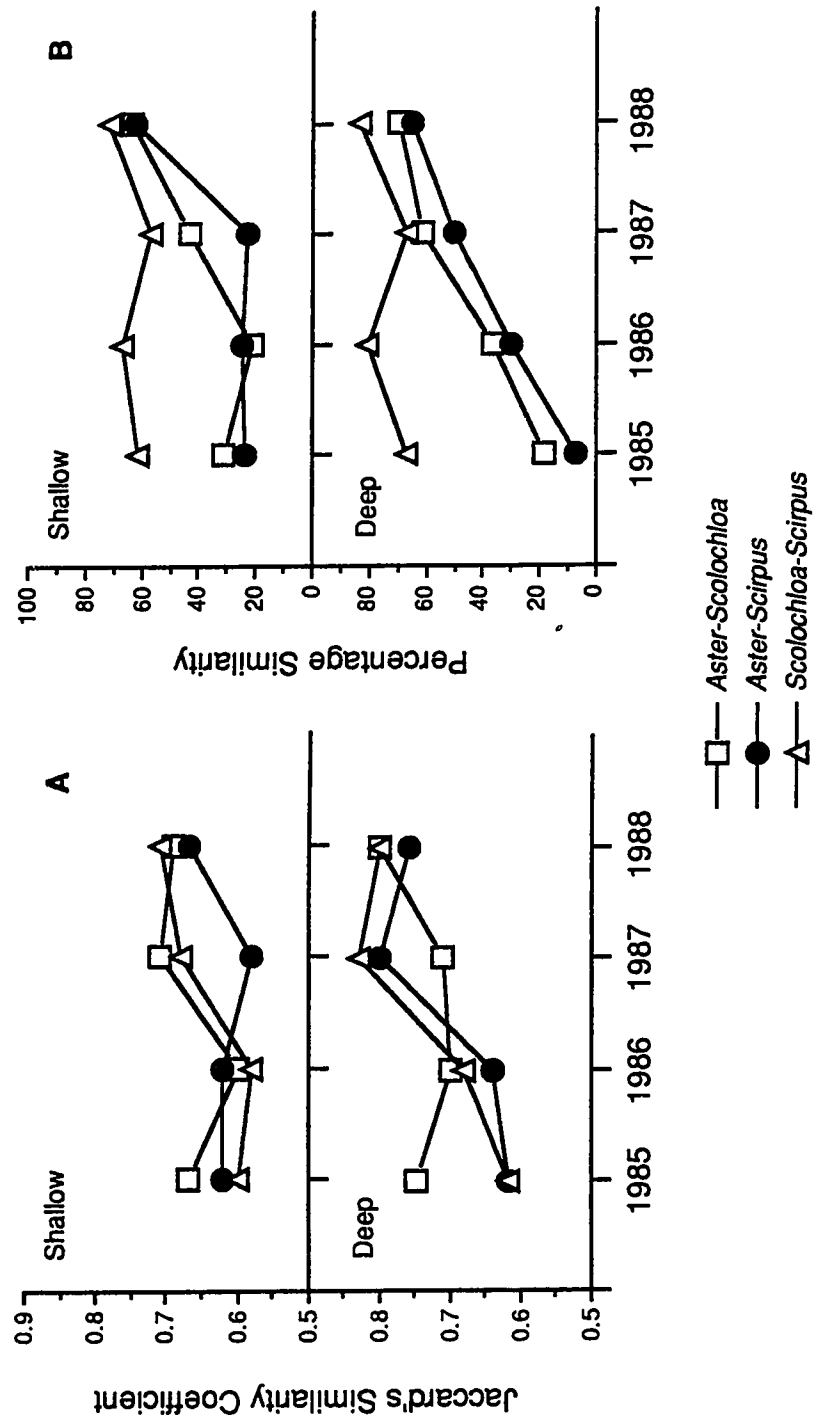 A
Shallow
0.9
0.8
0.7
0.6
0.5
Deep
0.8
0.7
0.6
0.5
1985
1986
1987
1988
Jaccard's Similarity Coefficient
B
Shallow
100
80
60
40
20
0
Deep
80
60
40
20
0
1985
1986
1987
1988
Percentage Similarity
Aster-Scolochloa
Aster-Scirpus
Scolochloa-Scirpus